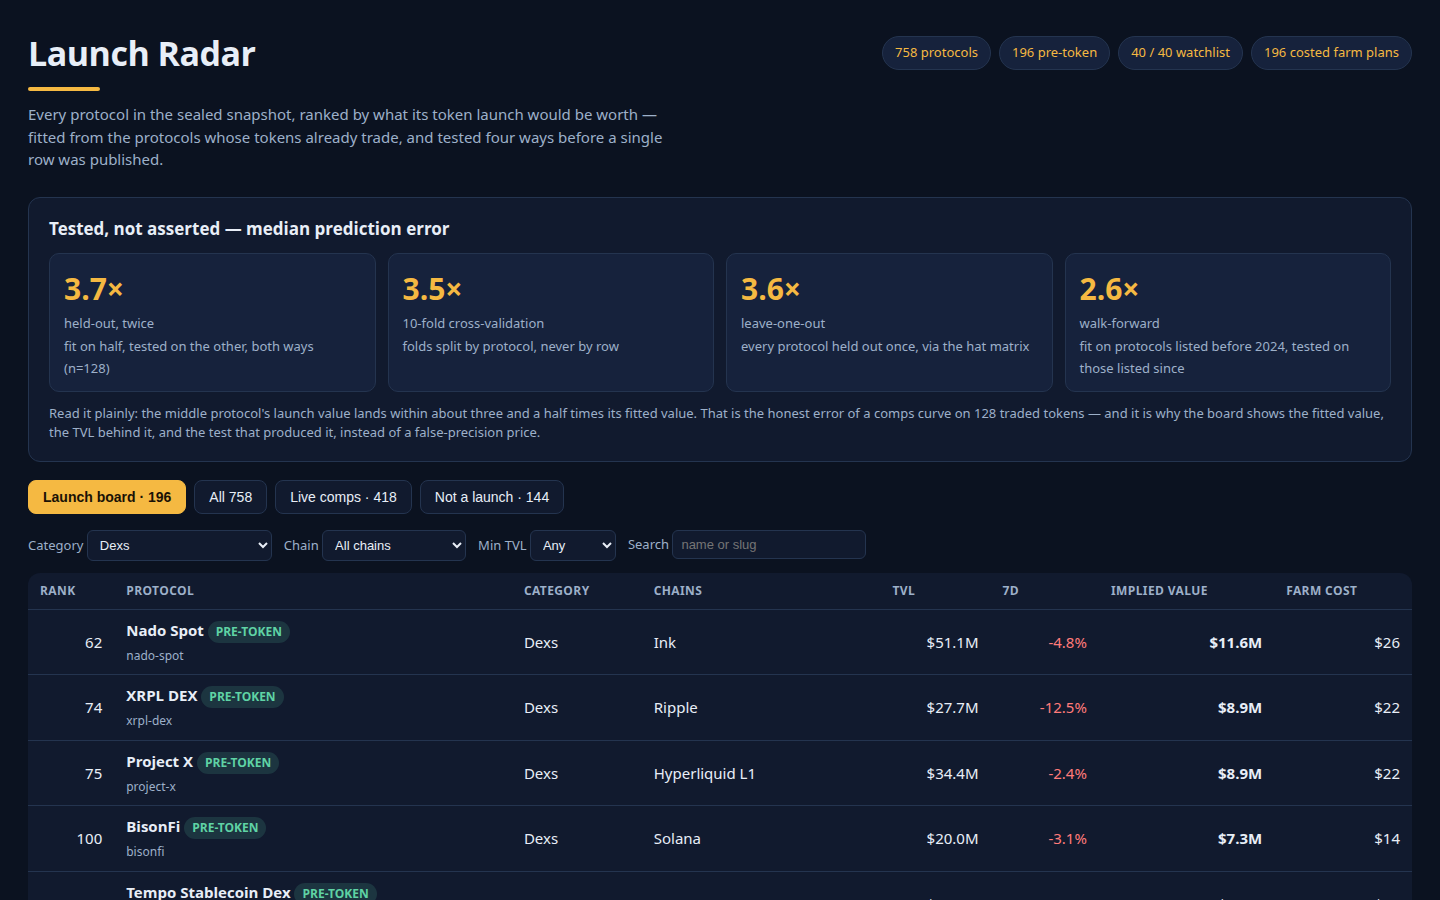 Launch Radar
758 protocols
196 pre-token
40 / 40 watchlist
196 costed farm plans
Every protocol in the sealed snapshot, ranked by what its token launch would be worth —
fitted from the protocols whose tokens already trade, and tested four ways before a single
row was published.
Tested, not asserted — median prediction error
3.7×
held-out, twice
fit on half, tested on the other, both ways
(n=128)
3.5×
10-fold cross-validation
folds split by protocol, never by row
3.6×
leave-one-out
every protocol held out once, via the hat matrix
2.6×
walk-forward
fit on protocols listed before 2024, tested on
those listed since
Read it plainly: the middle protocol's launch value lands within about three and a half times its fitted value. That is the honest error of a comps curve on 128 traded tokens — and it is why the board shows the fitted value,
the TVL behind it, and the test that produced it, instead of a false-precision price.
Launch board · 196
All 758
Live comps · 418
Not a launch · 144
Category Dexs Chain All chains Min TVL Any Search name or slug
RANK PROTOCOL CATEGORY CHAINS TVL 7D IMPLIED VALUE FARM COST
62 Nado Spot PRE-TOKEN Dexs Ink $51.1M -4.8% $11.6M $26
nado-spot
74 XRPL DEX PRE-TOKEN Dexs Ripple $27.7M -12.5% $8.9M $22
xrpl-dex
75 Project X PRE-TOKEN Dexs Hyperliquid L1 $34.4M -2.4% $8.9M $22
project-x
100 BisonFi PRE-TOKEN Dexs Solana $20.0M -3.1% $7.3M $14
bisonfi
Tempo Stablecoin Dex PRE-TOKEN